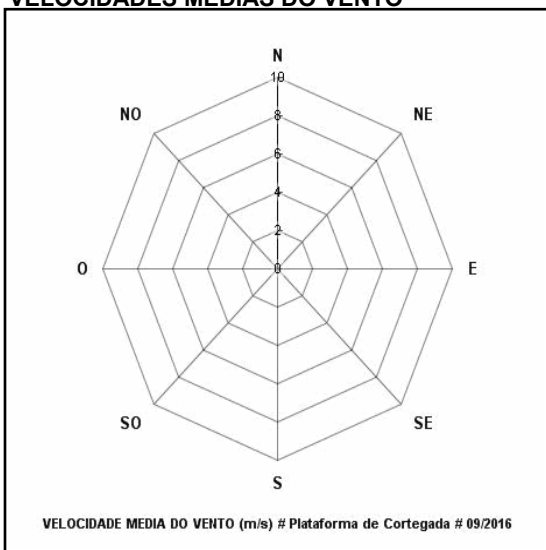 VELOCIDADES MEDIAS DO VENTO
N
10
NO
NE
8
6
4
2
O
0
E
SO
SE
S
VELOCIDADE MEDIA DO VENTO (m/s) # Plataforma de Cortegada # 09/2016